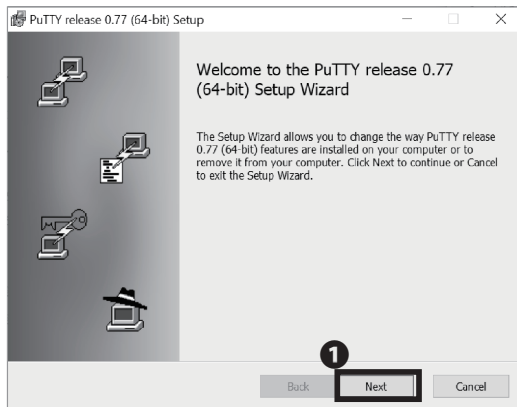 PuTTY release 0.77 (64-bit) Setup
Welcome to the PuTTY release 0.77
(64-bit) Setup Wizard
The Setup Wizard allows you to change the way PuTTY release
0.77 (64-bit) features are installed on your computer or to
remove it from your computer. Click Next to continue or Cancel
to exit the Setup Wizard.
1
Back Next Cancel